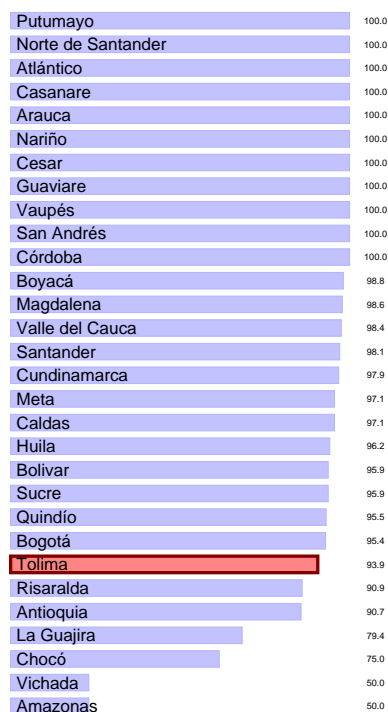 Putumayo 100.0
Norte de Santander 100.0
Atlántico 100.0
Casanare 100.0
Arauca 100.0
Nariño 100.0
Cesar 100.0
Guaviare 100.0
Vaupés 100.0
San Andrés 100.0
Córdoba 100.0
Boyacá 98.8
Magdalena 98.6
Valle del Cauca 98.4
Santander 98.1
Cundinamarca 97.9
Meta 97.1
Caldas 97.1
Huila 96.2
Bolivar 95.9
Sucre 95.9
Quindío 95.5
Bogotá 95.4
Tolima 93.9
Risaralda 90.9
Antioquia 90.7
La Guajira 79.4
Chocó 75.0
Vichada 50.0
Amazonas 50.0